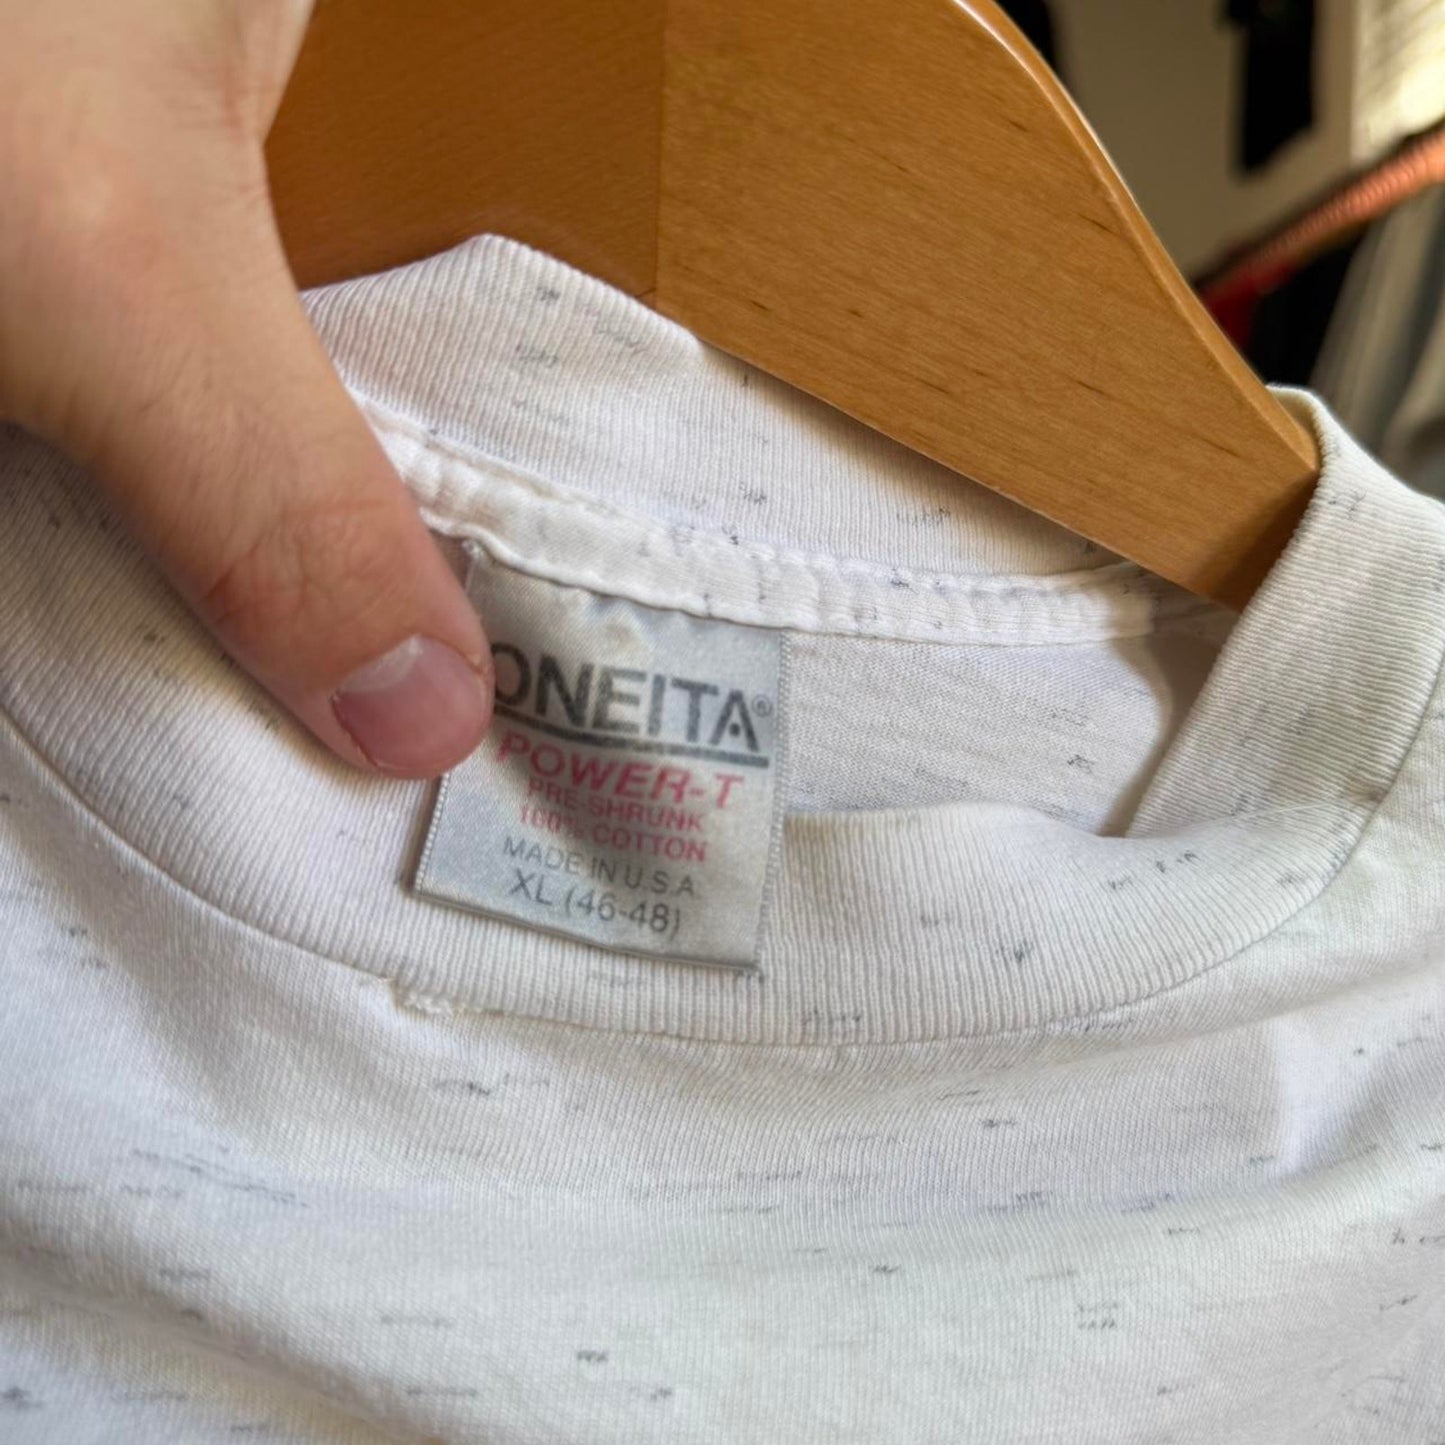 ONEITA®
POWER-T
PRE-SHRUNK
100% COTTON
MADE IN U.S.A.
XL (46-48)